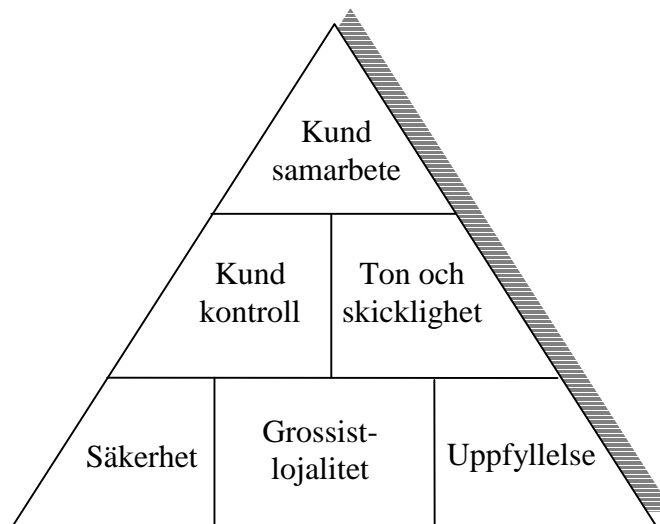 Kund
samarbete
Kund
kontroll
Ton och
skicklighet
Säkerhet
Grossist-
lojalitet
Uppfyllelse